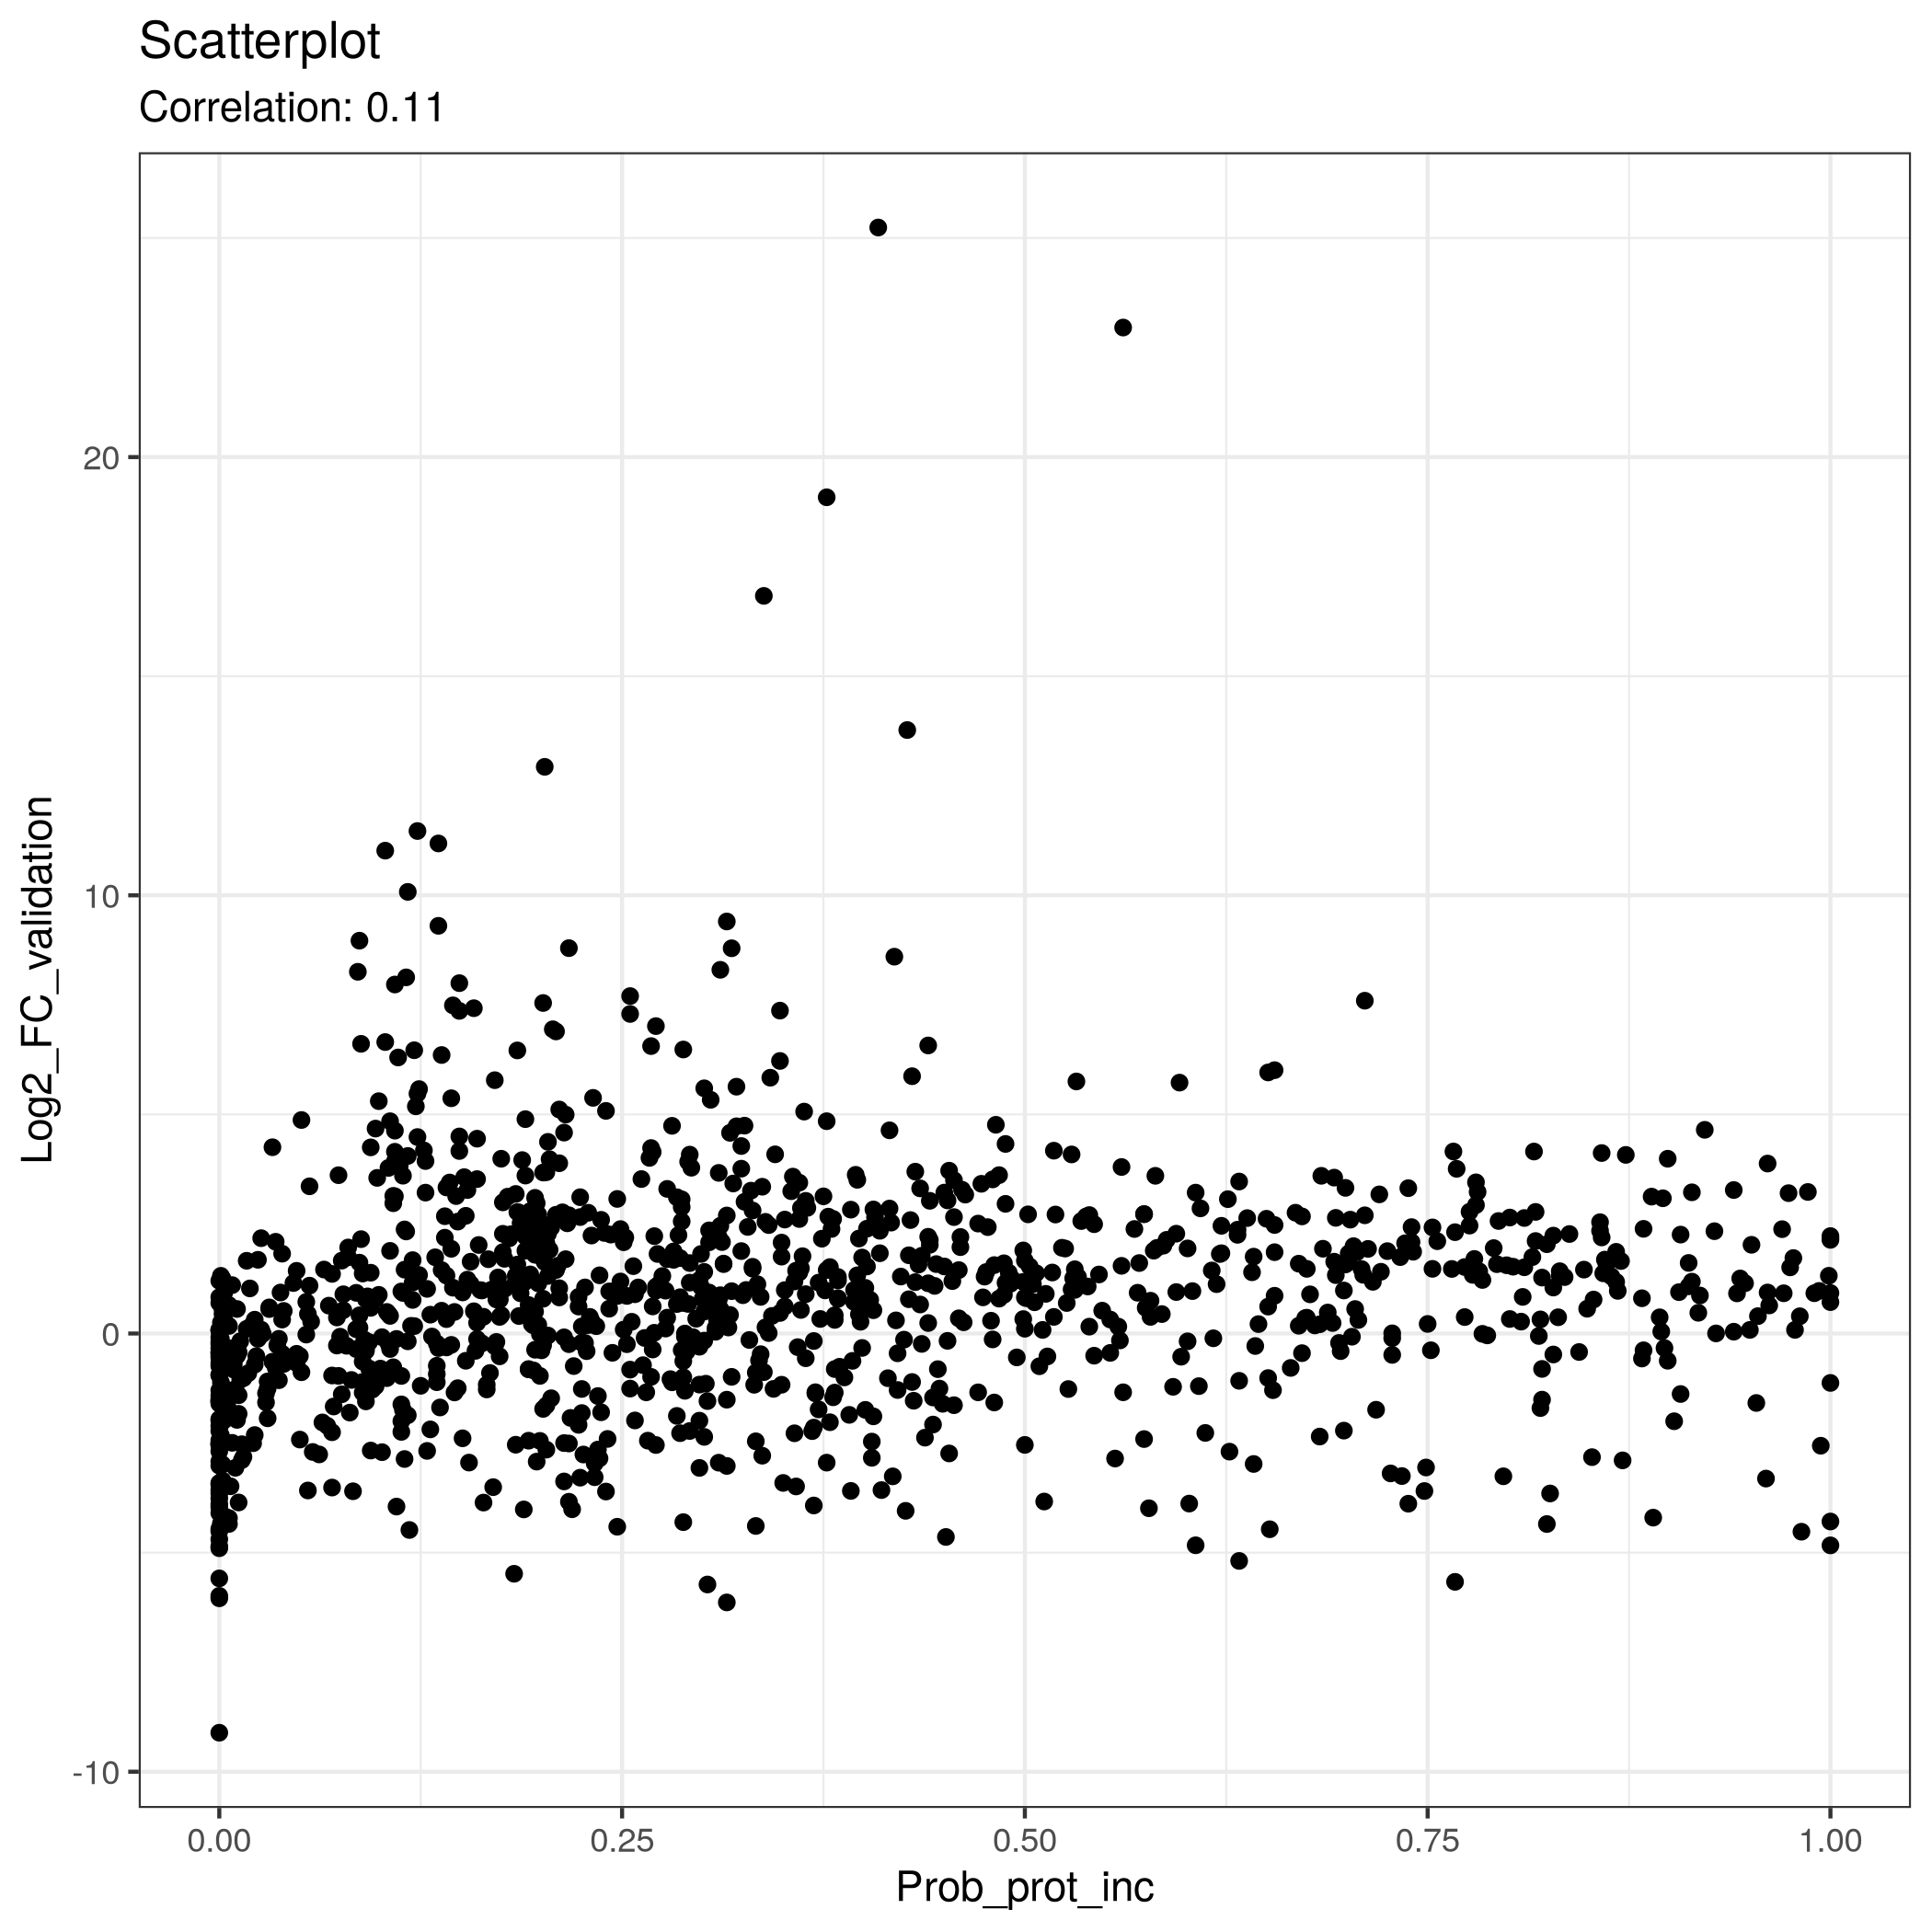 Scatterplot
Correlation: 0.11
Log2_FC_validation
20
10
0
-10
0.00 0.25 0.50 0.75 1.00
Prob_prot_inc